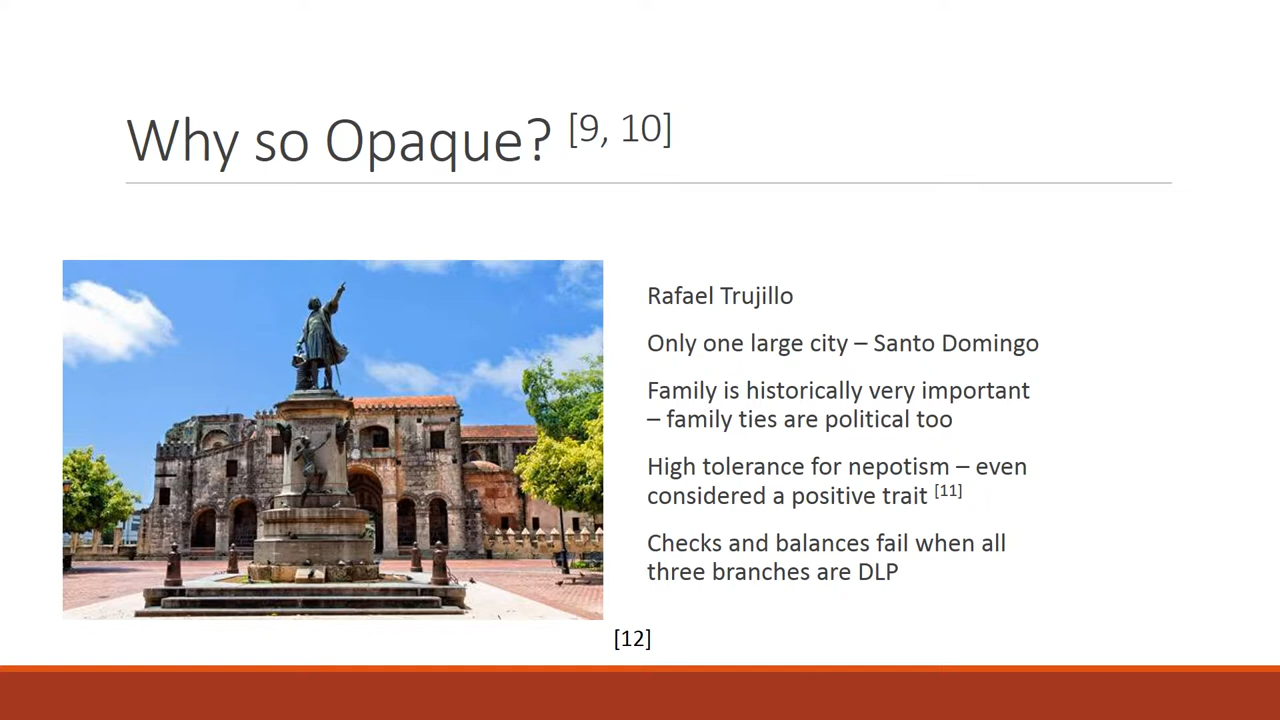 Why so Opaque? [9, 10]
Rafael Trujillo
Only one large city – Santo Domingo
Family is historically very important
– family ties are political too
High tolerance for nepotism – even
considered a positive trait [11]
Checks and balances fail when all
three branches are DLP
[12]